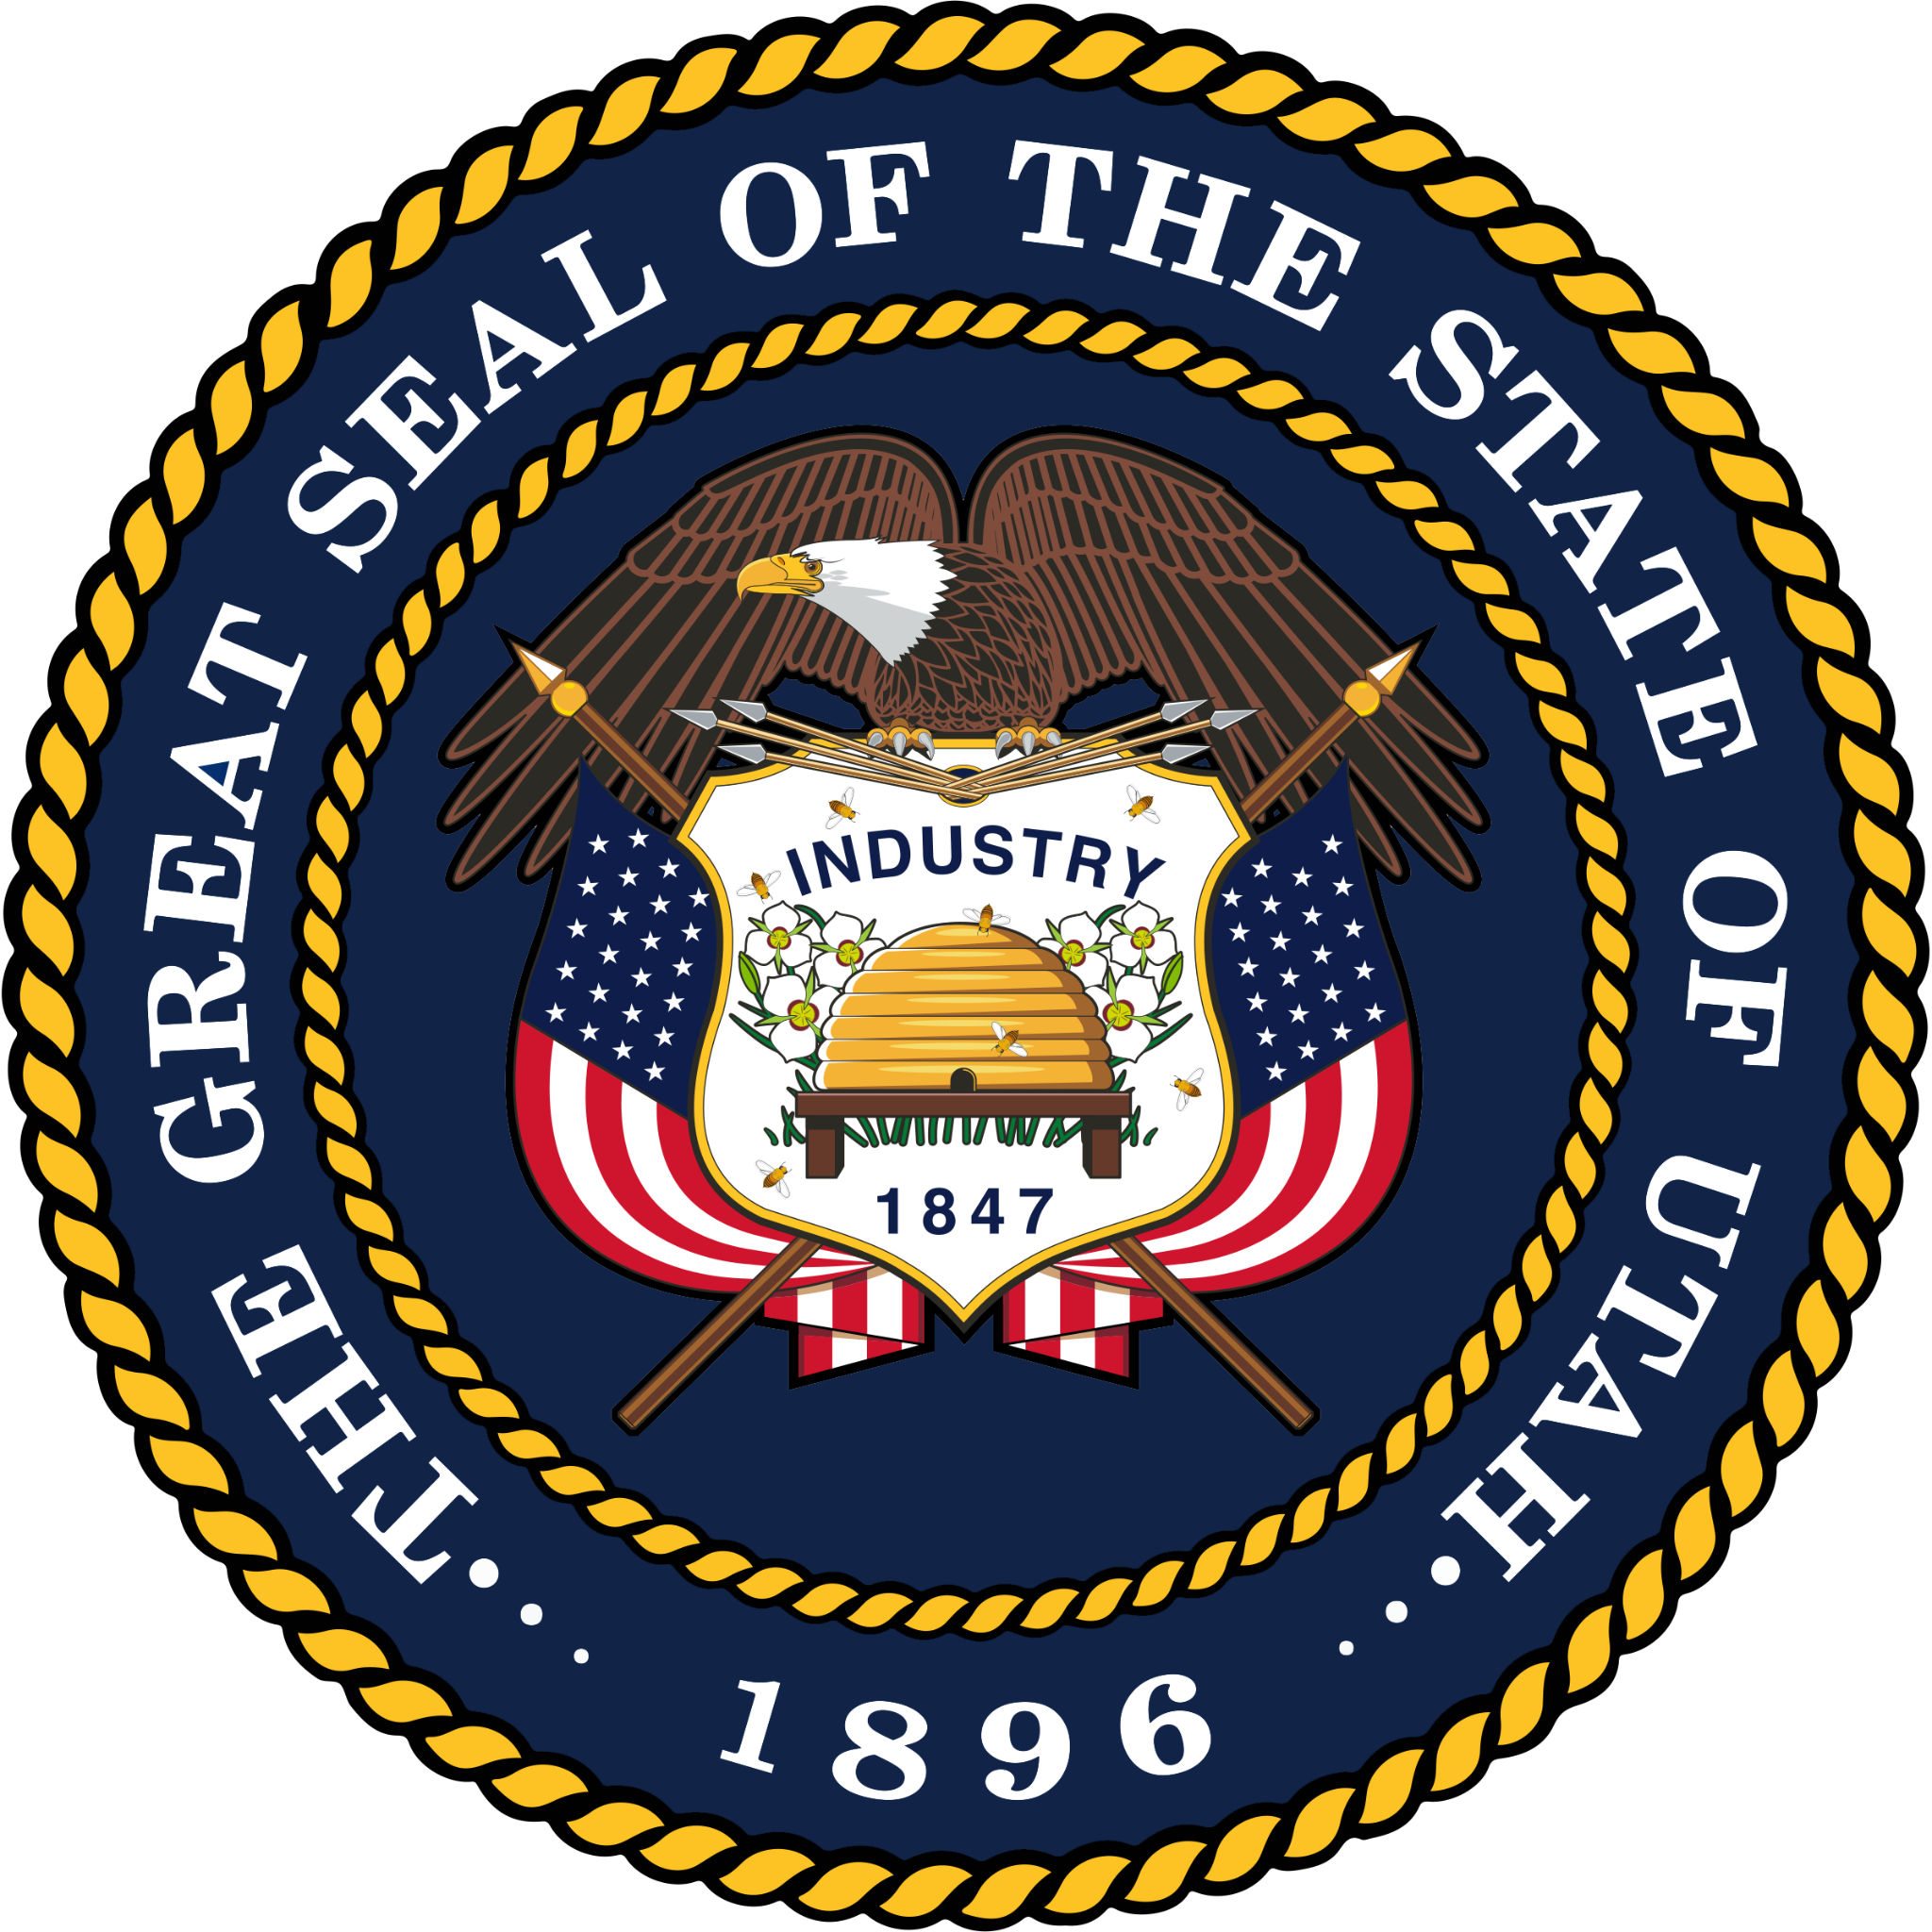 THE GREAT SEAL OF THE STATE OF UTAH
INDUSTRY
1847
1896